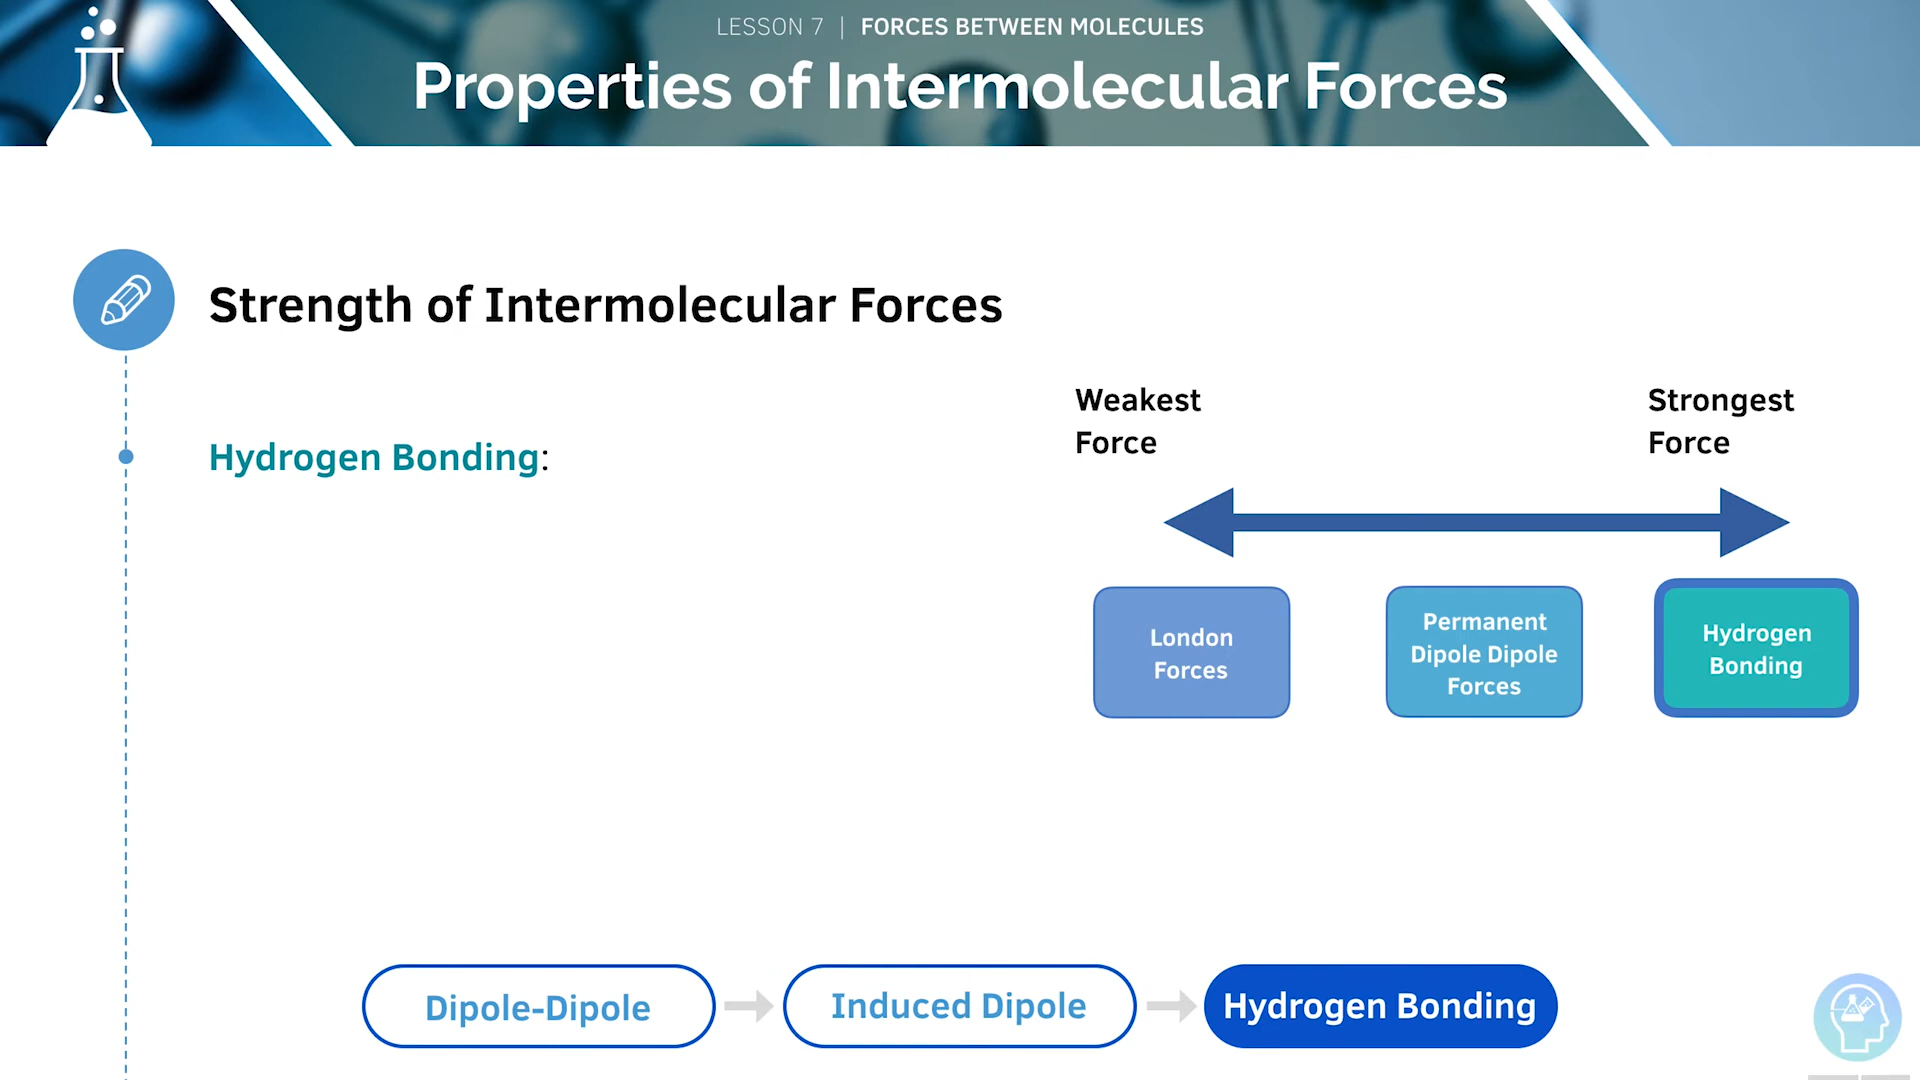 LESSON 7 | FORCES BETWEEN MOLECULES
Properties of Intermolecular Forces
Strength of Intermolecular Forces
Hydrogen Bonding:
Weakest
Force
Strongest
Force
London
Forces
Permanent
Dipole Dipole
Forces
Hydrogen
Bonding
Dipole-Dipole
Induced Dipole
Hydrogen Bonding